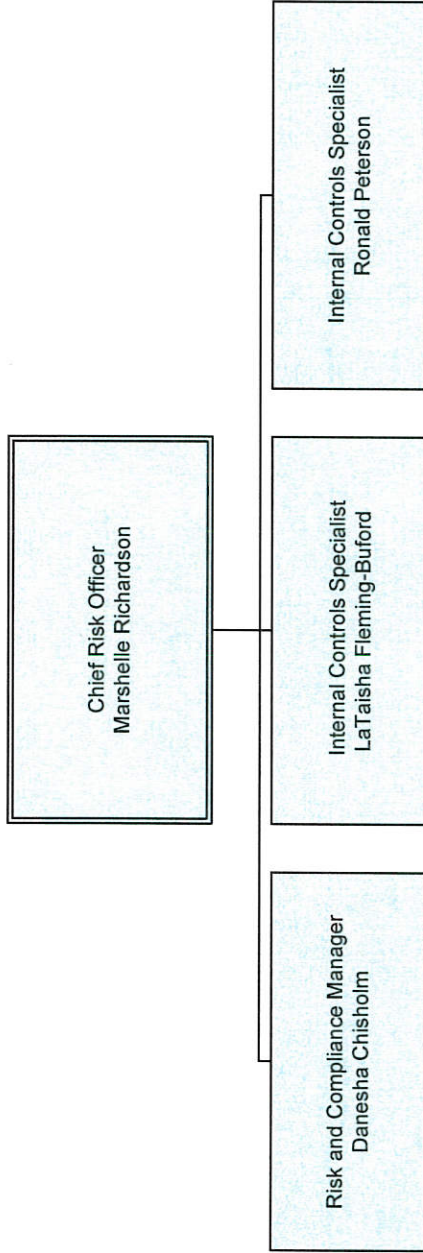 Chief Risk Officer
Marshelle Richardson
Risk and Compliance Manager
Danesha Chisholm
Internal Controls Specialist
LaTaisha Fleming-Buford
Internal Controls Specialist
Ronald Peterson